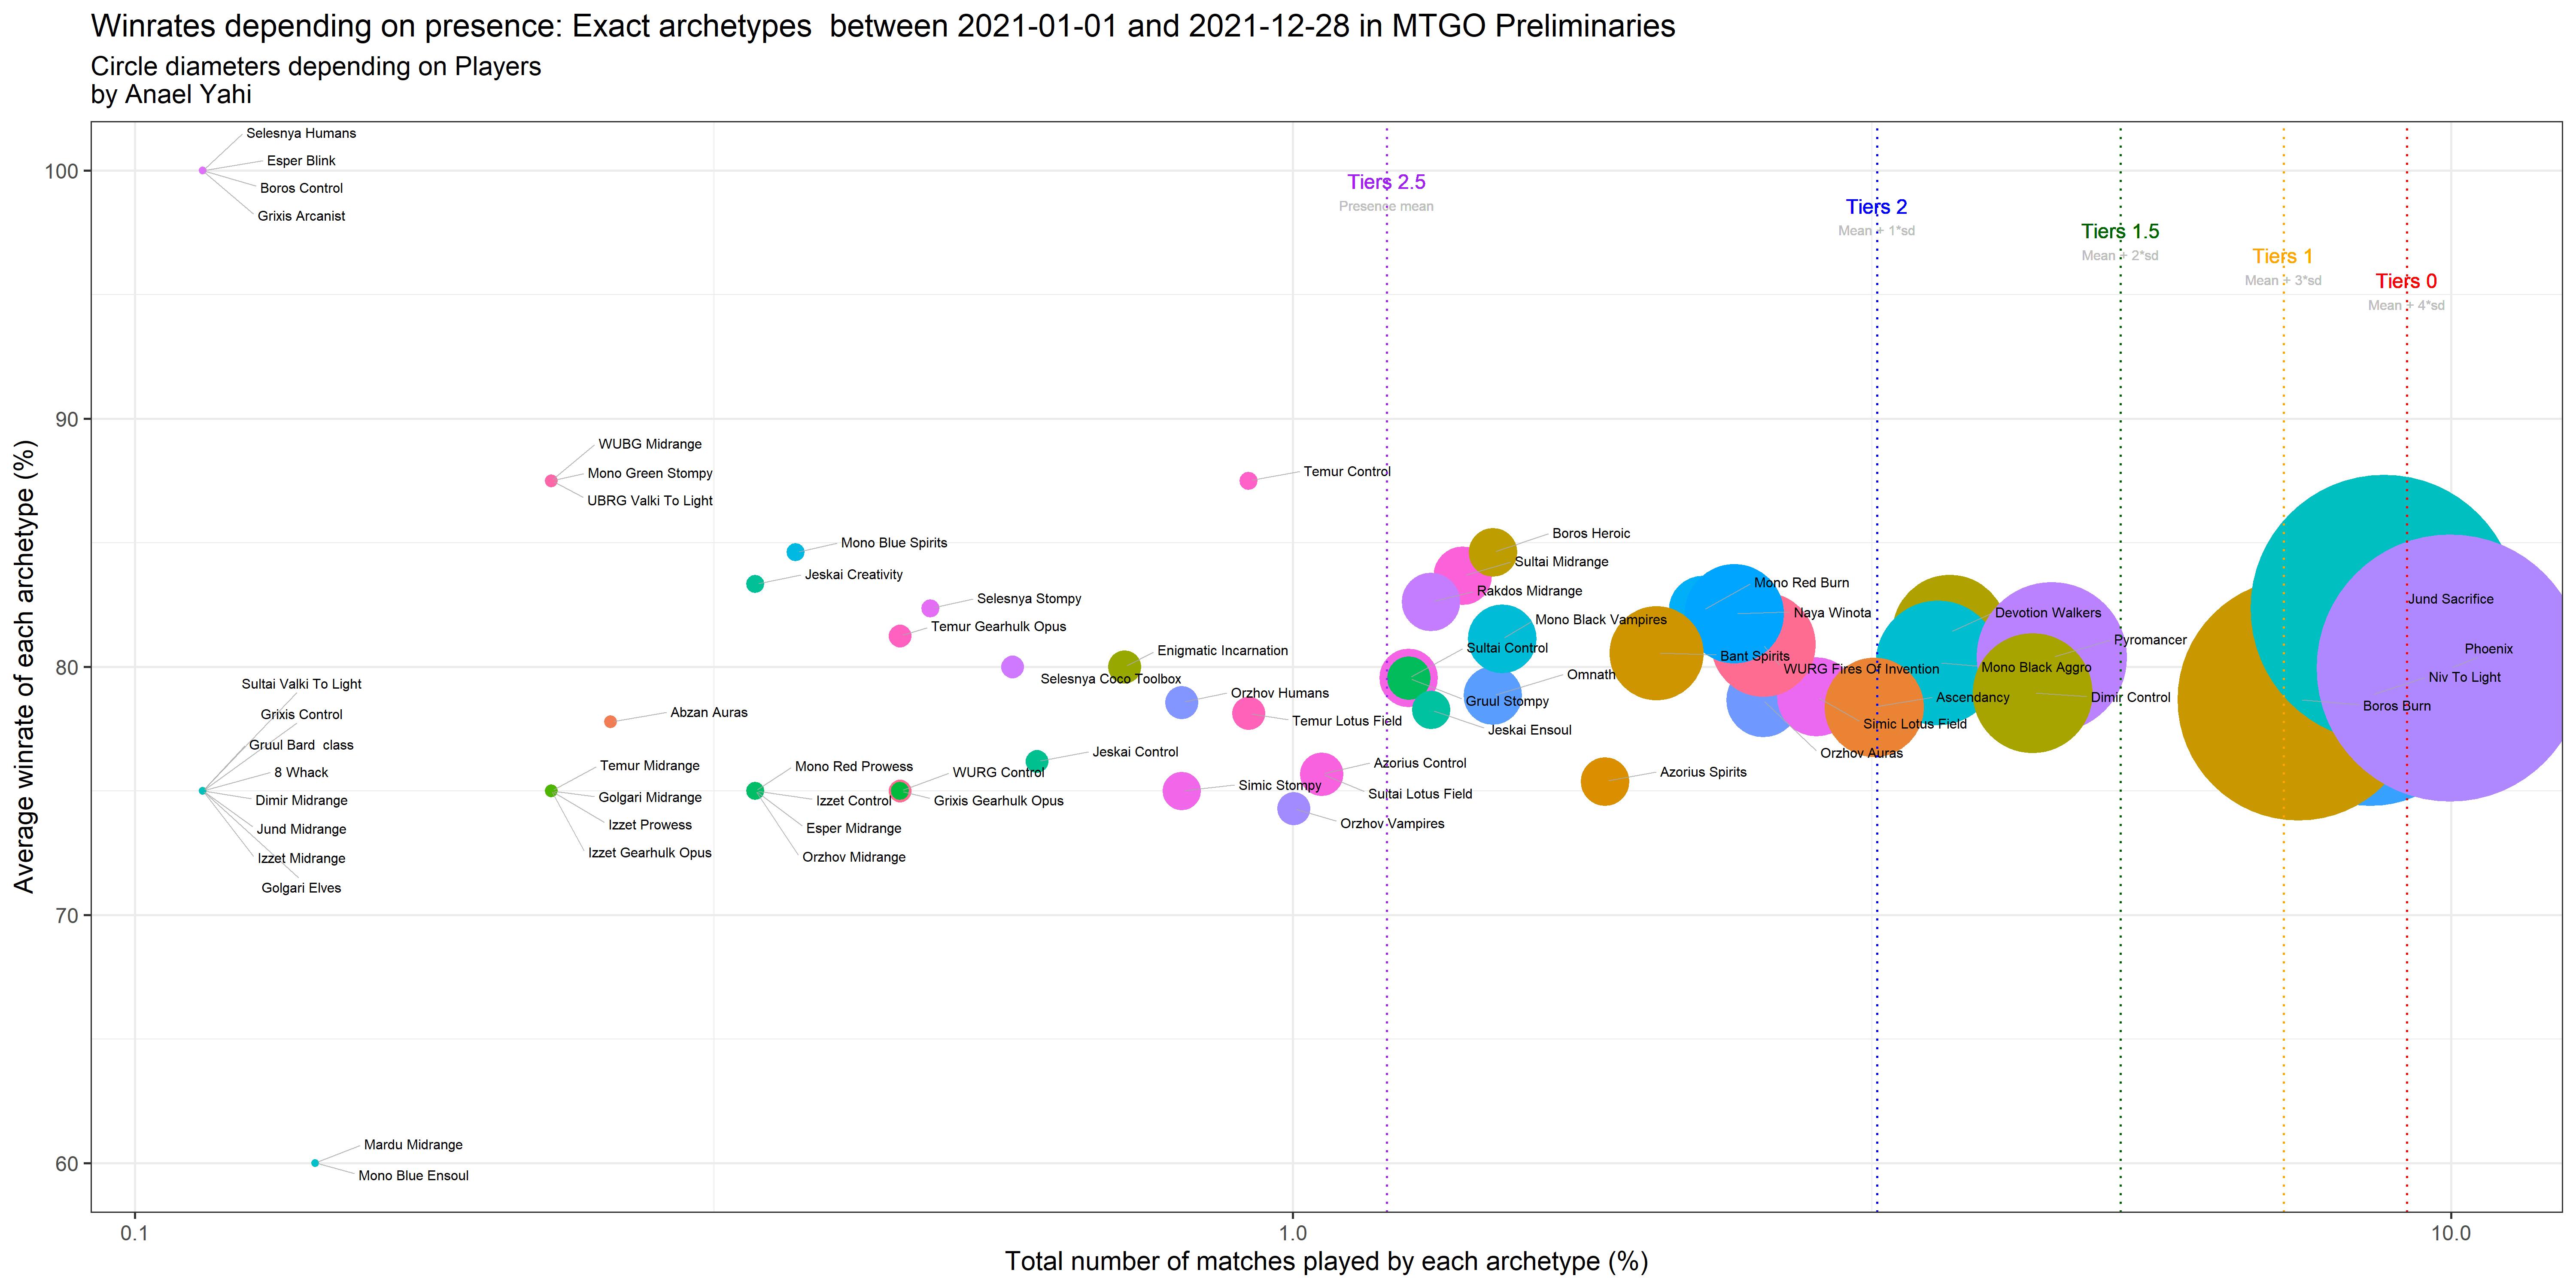 Winrates depending on presence: Exact archetypes  between 2021-01-01 and 2021-12-28 in MTGO Preliminaries
Circle diameters depending on Players
by Anael Yahi
Average winrate of each archetype (%)
100
90
80
70
60
Selesnya Humans
Esper Blink
Boros Control
Grixis Arcanist
Tiers 2.5
Presence mean
Tiers 2
Mean + 1*sd
Tiers 1.5
Mean + 2*sd
Tiers 1
Mean + 3*sd
Tiers 0
Mean + 4*sd
WUBG Midrange
Mono Green Stompy
UBRG Valki To Light
Temur Control
Mono Blue Spirits
Jeskai Creativity
Selesnya Stompy
Temur Gearhulk Opus
Enigmatic Incarnation
Selesnya Coco Toolbox
Orzhov Humans
Temur Lotus Field
Boros Heroic
Sultai Midrange
Rakdos Midrange
Mono Black Vampires
Sultai Control
Omnath
Gruul Stompy
Jeskai Ensoul
Mono Red Burn
Naya Winota
Bant Spirits
WURG Fires Of Invention
Ascendancy
Simic Lotus Field
Orzhov Auras
Devotion Walkers
Pyromancer
Mono Black Aggro
Dimir Control
Jund Sacrifice
Phoenix
Niv To Light
Boros Burn
Sultai Valki To Light
Grixis Control
Gruul Bard  class
8 Whack
Dimir Midrange
Jund Midrange
Izzet Midrange
Golgari Elves
Abzan Auras
Temur Midrange
Golgari Midrange
Izzet Prowess
Izzet Gearhulk Opus
Mono Red Prowess
Izzet Control
Esper Midrange
Orzhov Midrange
WURG Control
Grixis Gearhulk Opus
Jeskai Control
Simic Stompy
Azorius Control
Sultai Lotus Field
Orzhov Vampires
Azorius Spirits
Mardu Midrange
Mono Blue Ensoul
0.1
1.0
10.0
Total number of matches played by each archetype (%)